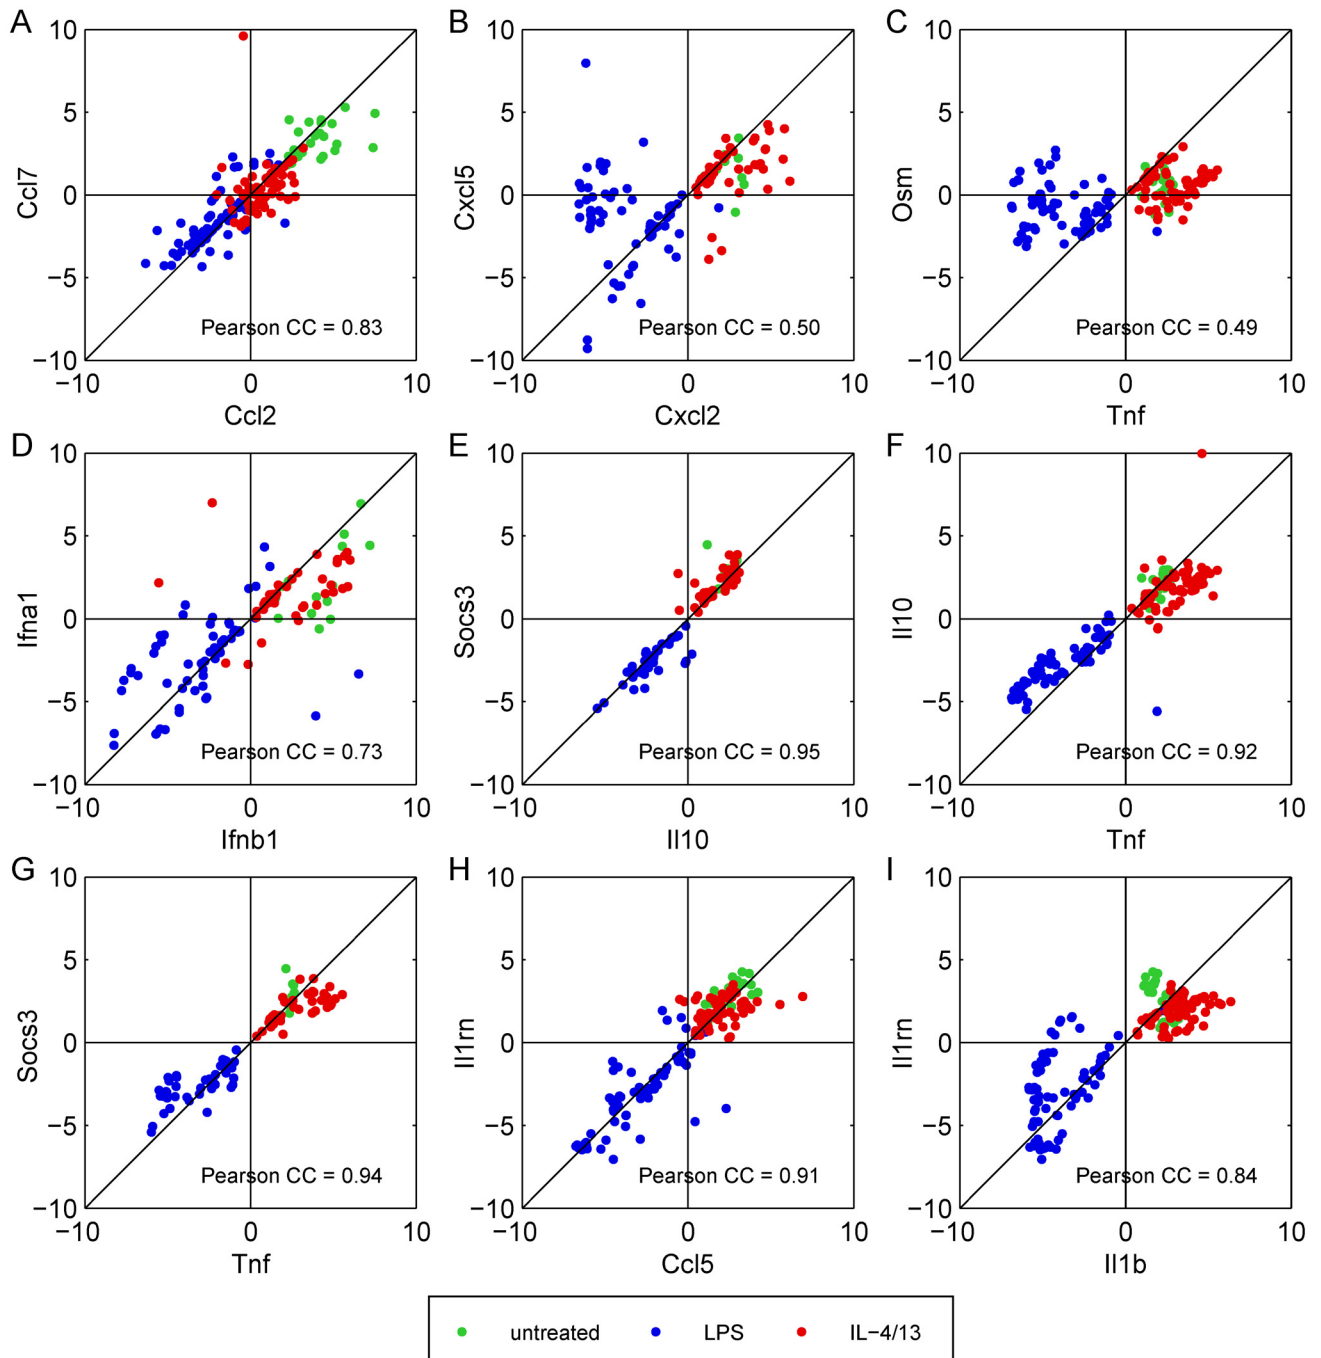 A
10
5
0
−5
−10
−10
0
10
Ccl7
Ccl2
Pearson CC = 0.83
B
10
5
0
−5
−10
−10
0
10
Cxcl5
Cxcl2
Pearson CC = 0.50
C
10
5
0
−5
−10
−10
0
10
Osm
Tnf
Pearson CC = 0.49
D
10
5
0
−5
−10
−10
0
10
Ifna1
Ifnb1
Pearson CC = 0.73
E
10
5
0
−5
−10
−10
0
10
Socs3
Il10
Pearson CC = 0.95
F
10
5
0
−5
−10
−10
0
10
Il10
Tnf
Pearson CC = 0.92
G
10
5
0
−5
−10
−10
0
10
Socs3
Tnf
Pearson CC = 0.94
H
10
5
0
−5
−10
−10
0
10
Il1rn
Ccl5
Pearson CC = 0.91
I
10
5
0
−5
−10
−10
0
10
Il1rn
Il1b
Pearson CC = 0.84
untreated
LPS
IL−4/13